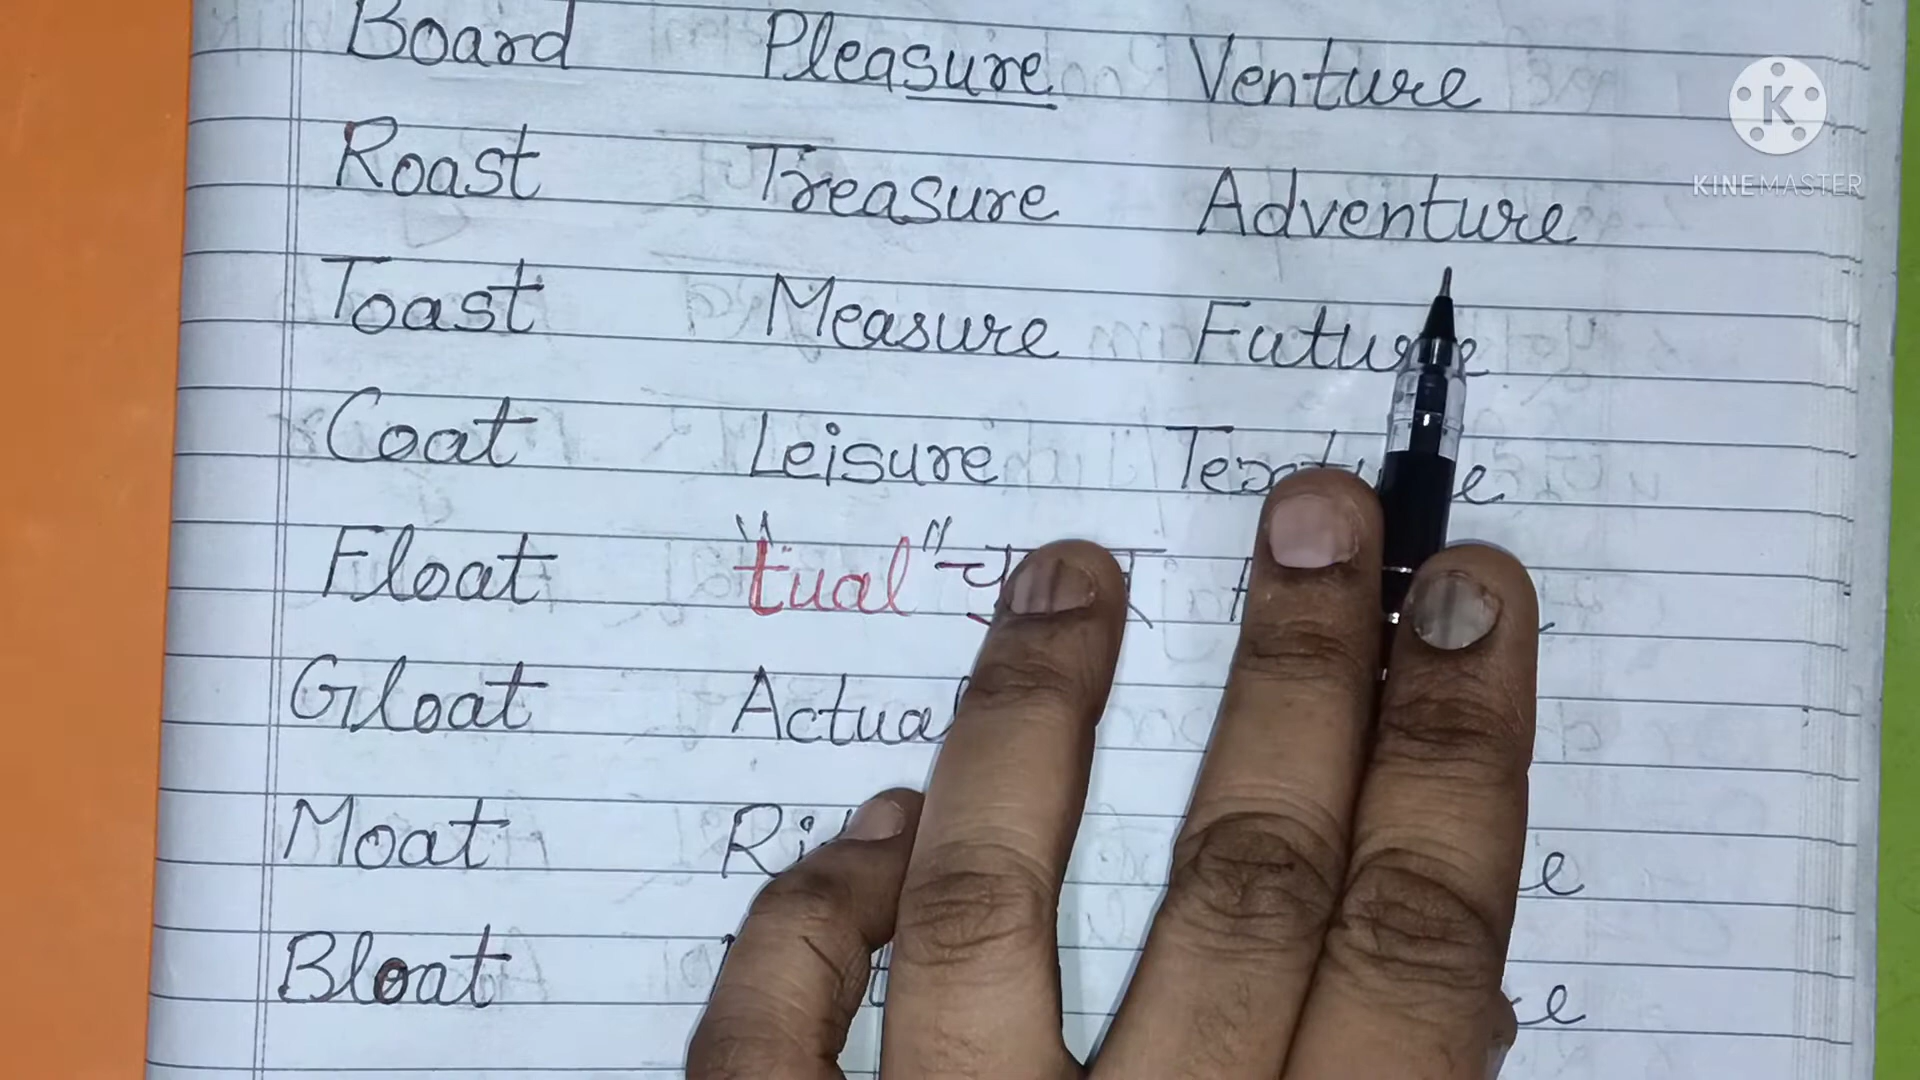 Board Pleasure Venture
Roast Treasure Adventure
Toast Measure Future
Coat Leisure
Float "tual"
Gloat Actual
Moat
Bloat
KINEMASTER